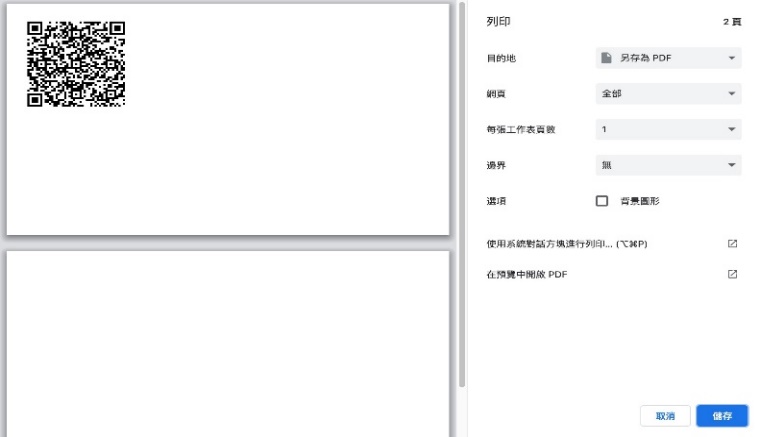 列印
2 頁
目的地
另存為 PDF
網頁
全部
每張工作表頁數
1
邊界
無
選項
背景圖形
使用系統對話方塊進行列印... (⌥⌘P)
在預覽中開啟 PDF
取消
儲存